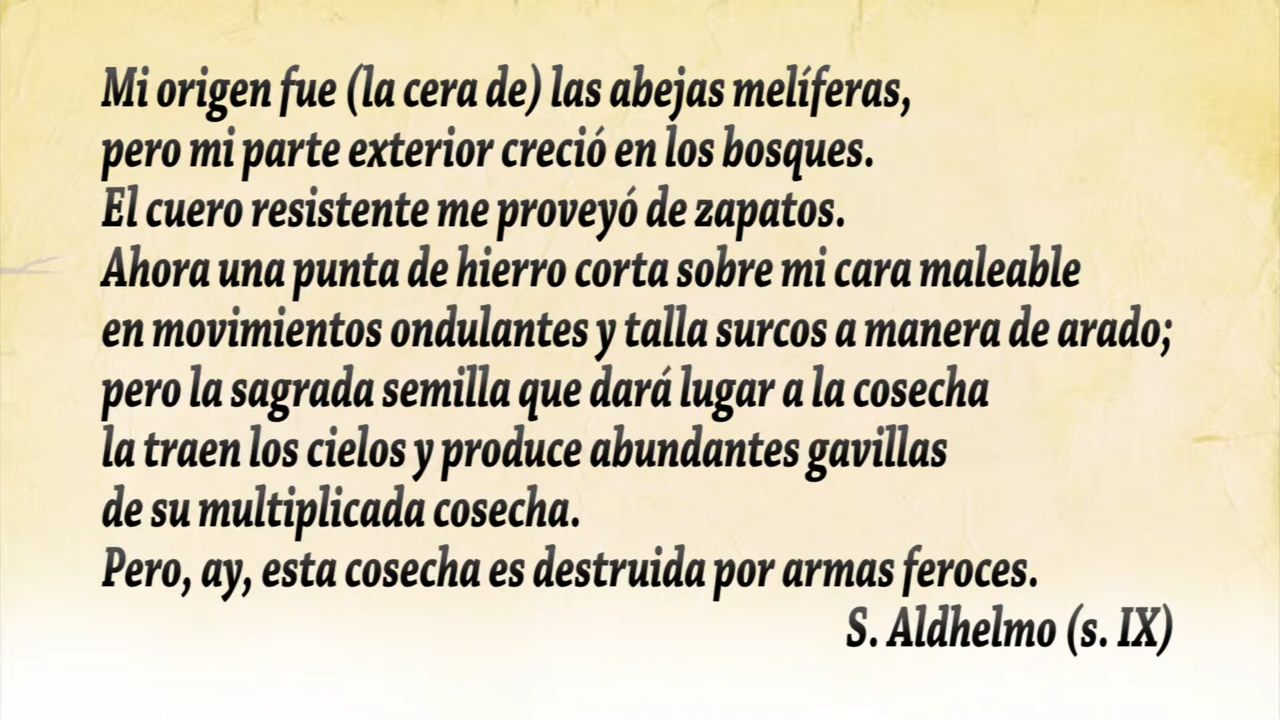 Mi origen fue (la cera de) las abejas melíferas,
pero mi parte exterior creció en los bosques.
El cuero resistente me proveyó de zapatos.
Ahora una punta de hierro corta sobre mi cara maleable
en movimientos ondulantes y talla surcos a manera de arado;
pero la sagrada semilla que dará lugar a la cosecha
la traen los cielos y produce abundantes gavillas
de su multiplicada cosecha.
Pero, ay, esta cosecha es destruida por armas feroces.
S. Aldhelmo (s. IX)